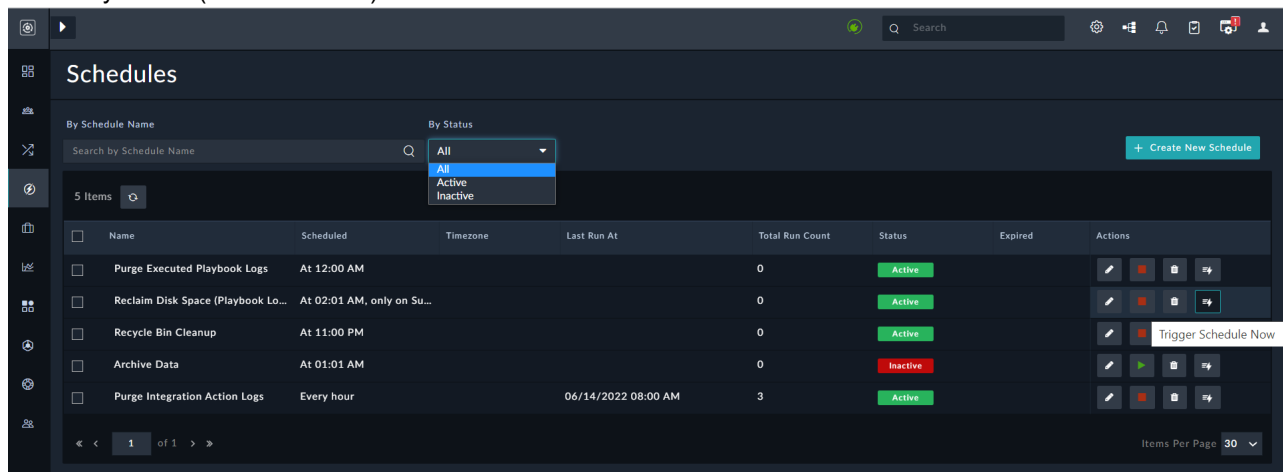 Search
Schedules
By Schedule Name
By Status
Search by Schedule Name
All
+ Create New Schedule
All
Active
Inactive
5 Items
Name Scheduled Timezone Last Run At Total Run Count Status Expired Actions
Purge Executed Playbook Logs At 12:00 AM 0 Active
Reclaim Disk Space (Playbook Lo... At 02:01 AM, only on Su... 0 Active
Recycle Bin Cleanup At 11:00 PM 0 Active
Trigger Schedule Now
Archive Data At 01:01 AM 0 Inactive
Purge Integration Action Logs Every hour 06/14/2022 08:00 AM 3 Active
« < 1 of 1 > »
Items Per Page 30